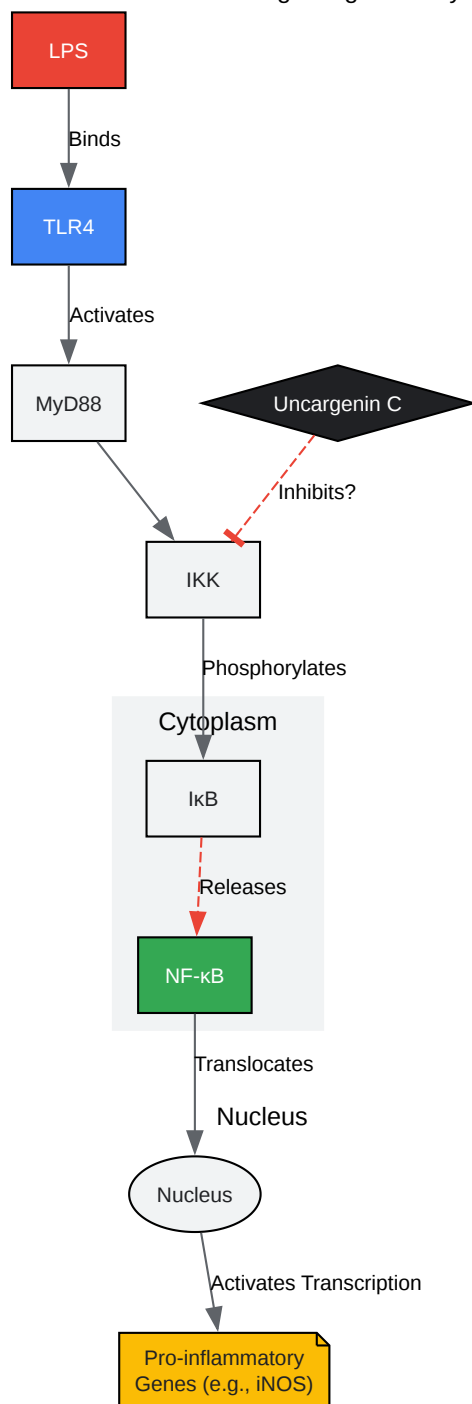 LPS
Binds
TLR4
Activates
MyD88
Uncargenin C
Inhibits?
IKK
Phosphorylates
Cytoplasm
IκB
Releases
NF-κB
Translocates
Nucleus
Nucleus
Activates Transcription
Pro-inflammatory
Genes (e.g., iNOS)